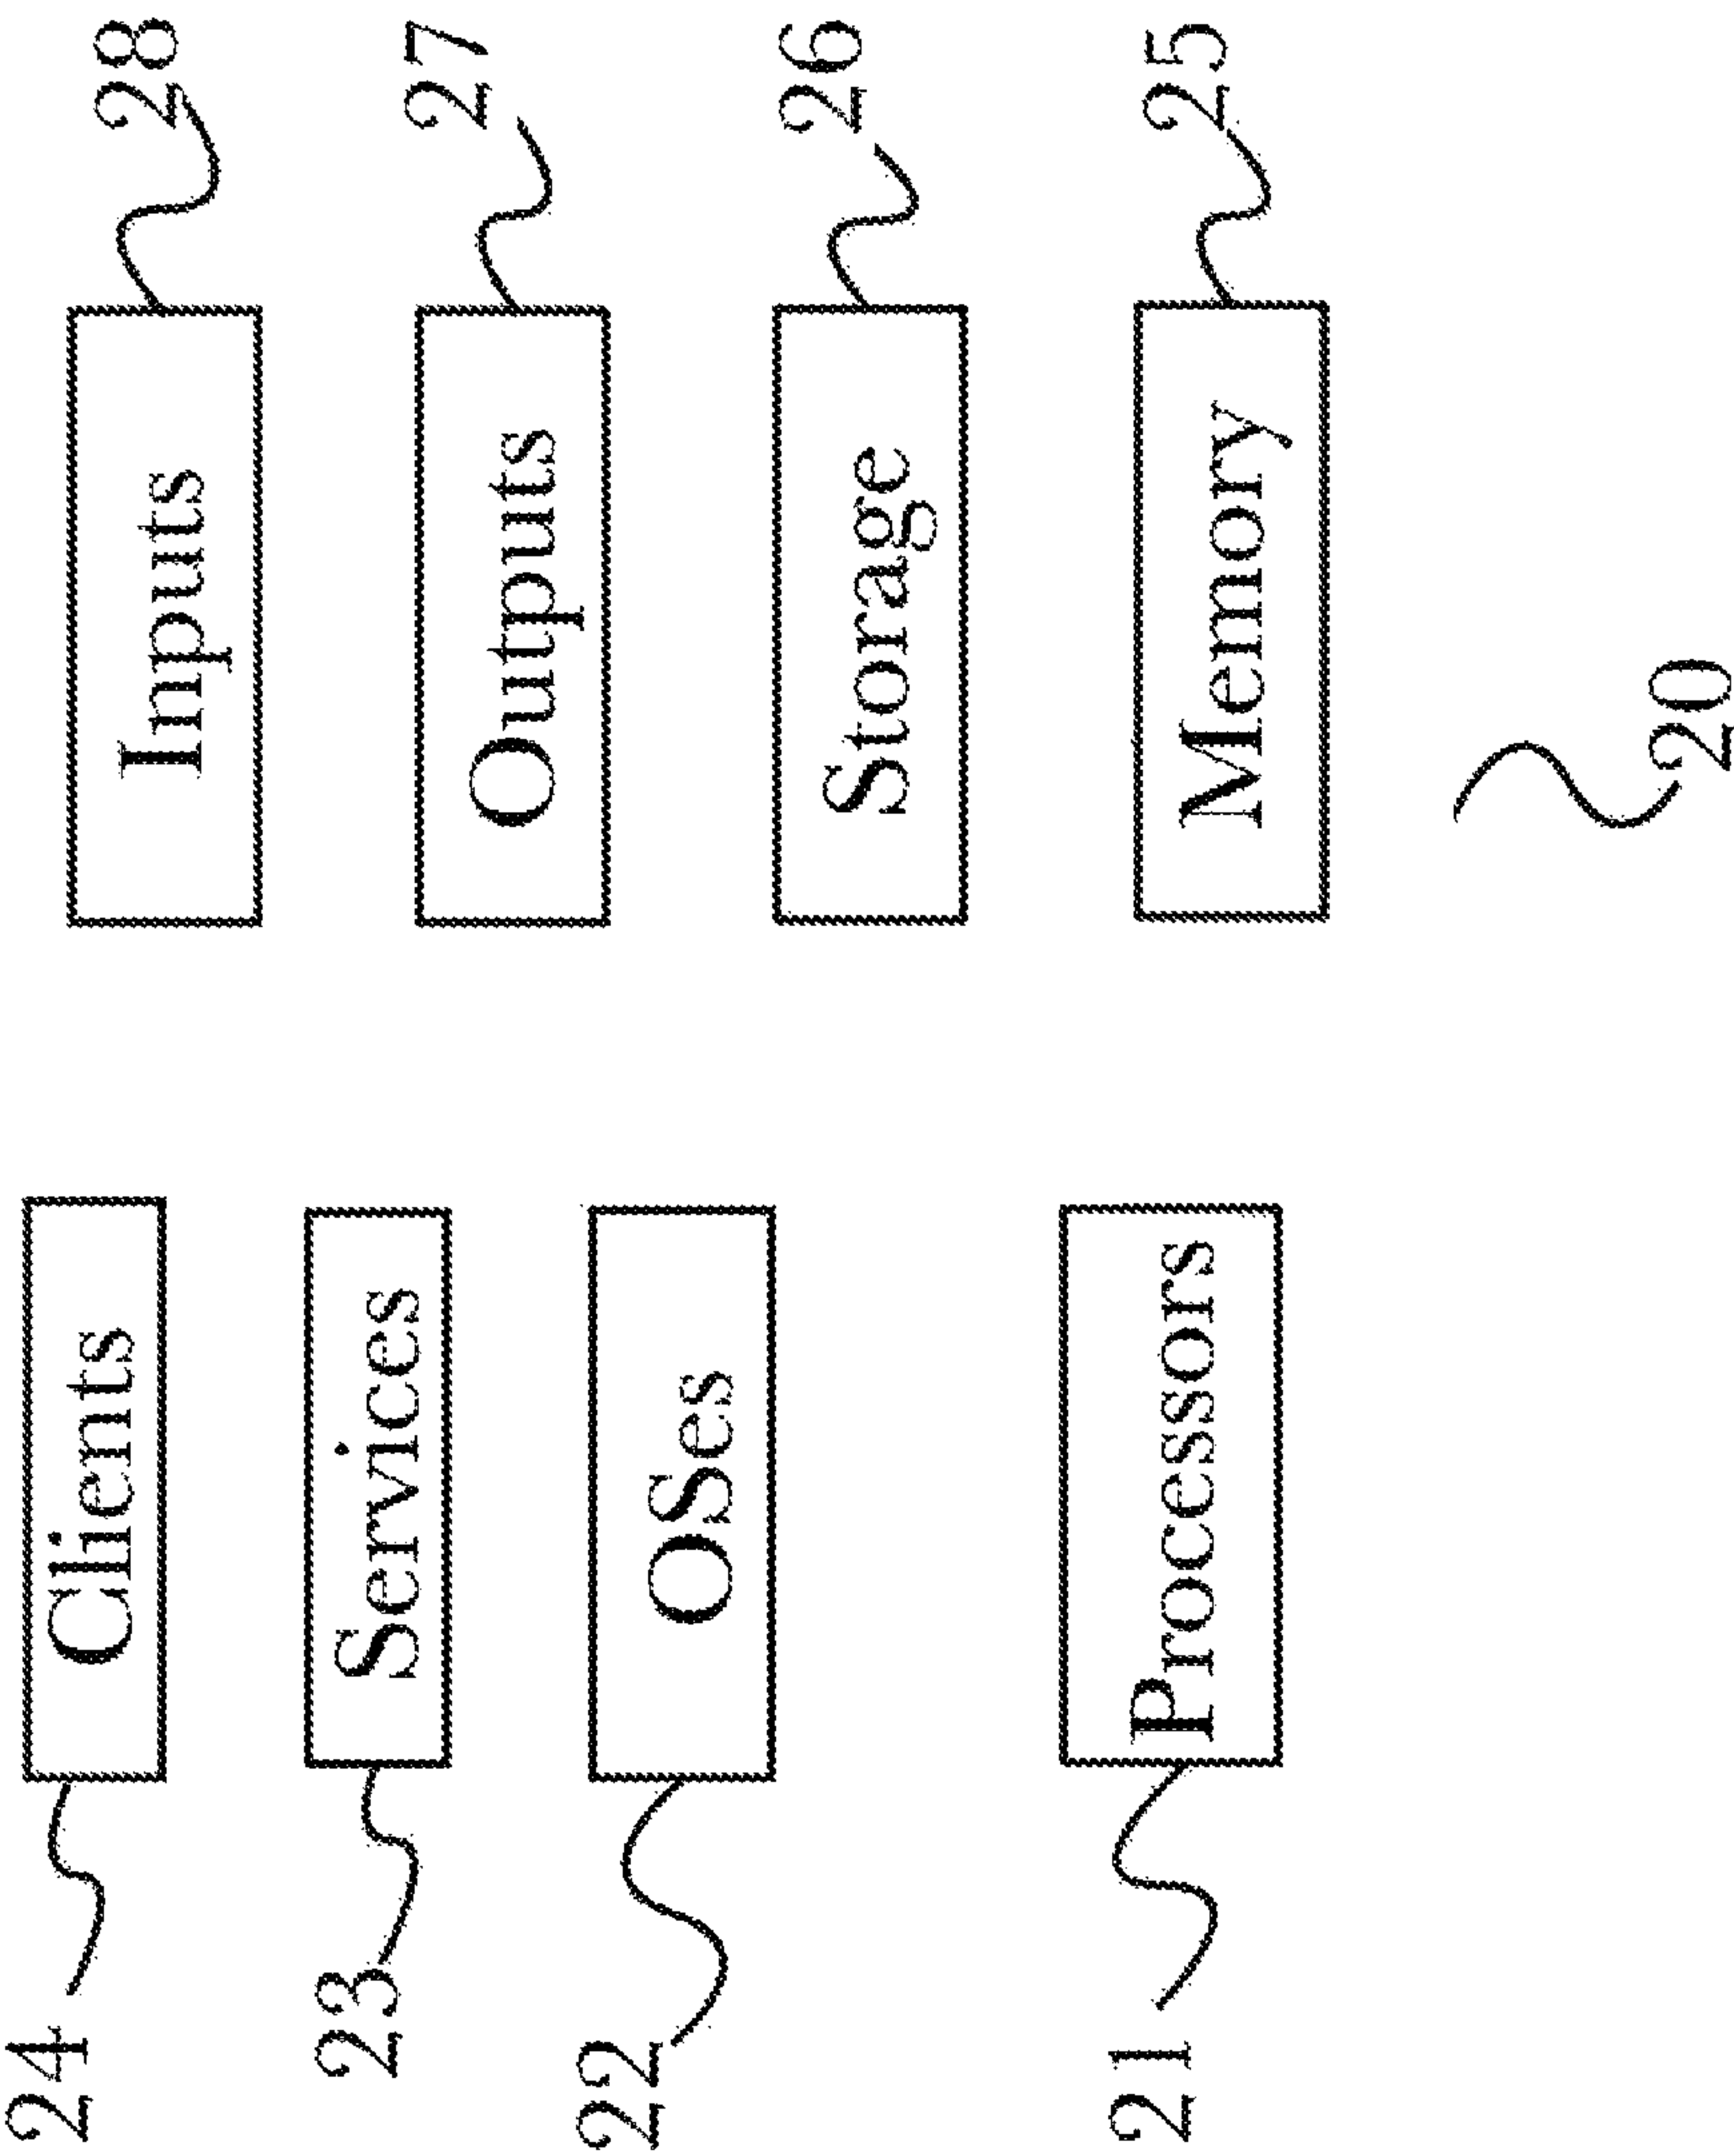 24 Clients Inputs 28
23 Services Outputs 27
22 OSes Storage 26
21 Processors Memory 25
20